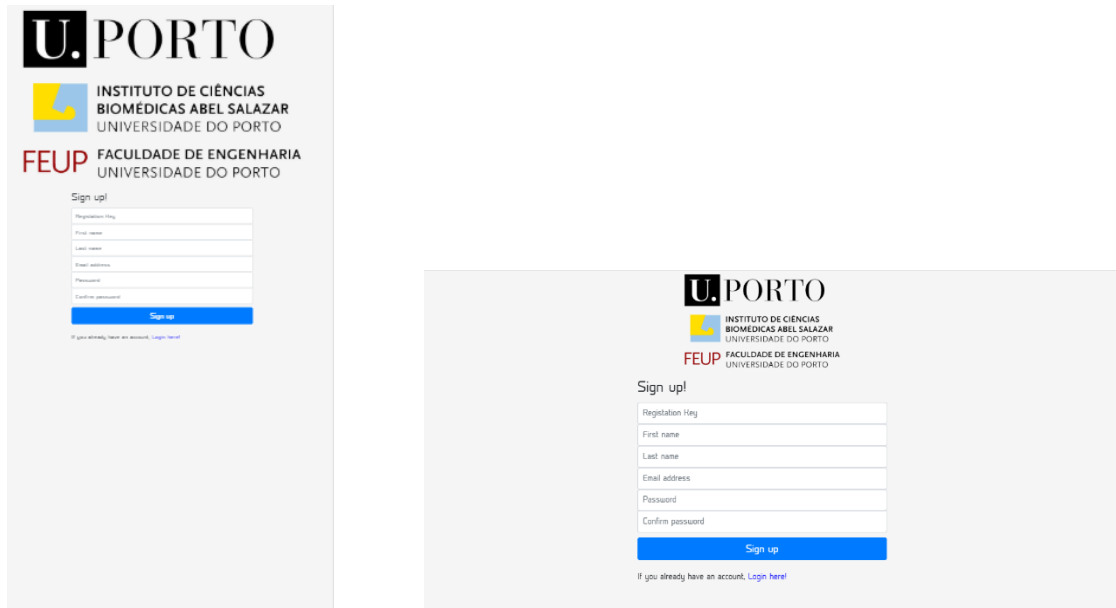 U. PORTO
INSTITUTO DE CIÊNCIAS
BIOMÉDICAS ABEL SALAZAR
UNIVERSIDADE DO PORTO
FEUP FACULDADE DE ENGENHARIA
UNIVERSIDADE DO PORTO
Sign up!
Registation Key
First name
Last name
Email address
Password
Confirm password
Sign up
If you already have an account, Login here!
U. PORTO
INSTITUTO DE CIÊNCIAS
BIOMÉDICAS ABEL SALAZAR
UNIVERSIDADE DO PORTO
FEUP FACULDADE DE ENGENHARIA
UNIVERSIDADE DO PORTO
Sign up!
Registation Key
First name
Last name
Email address
Password
Confirm password
Sign up
If you already have an account, Login here!